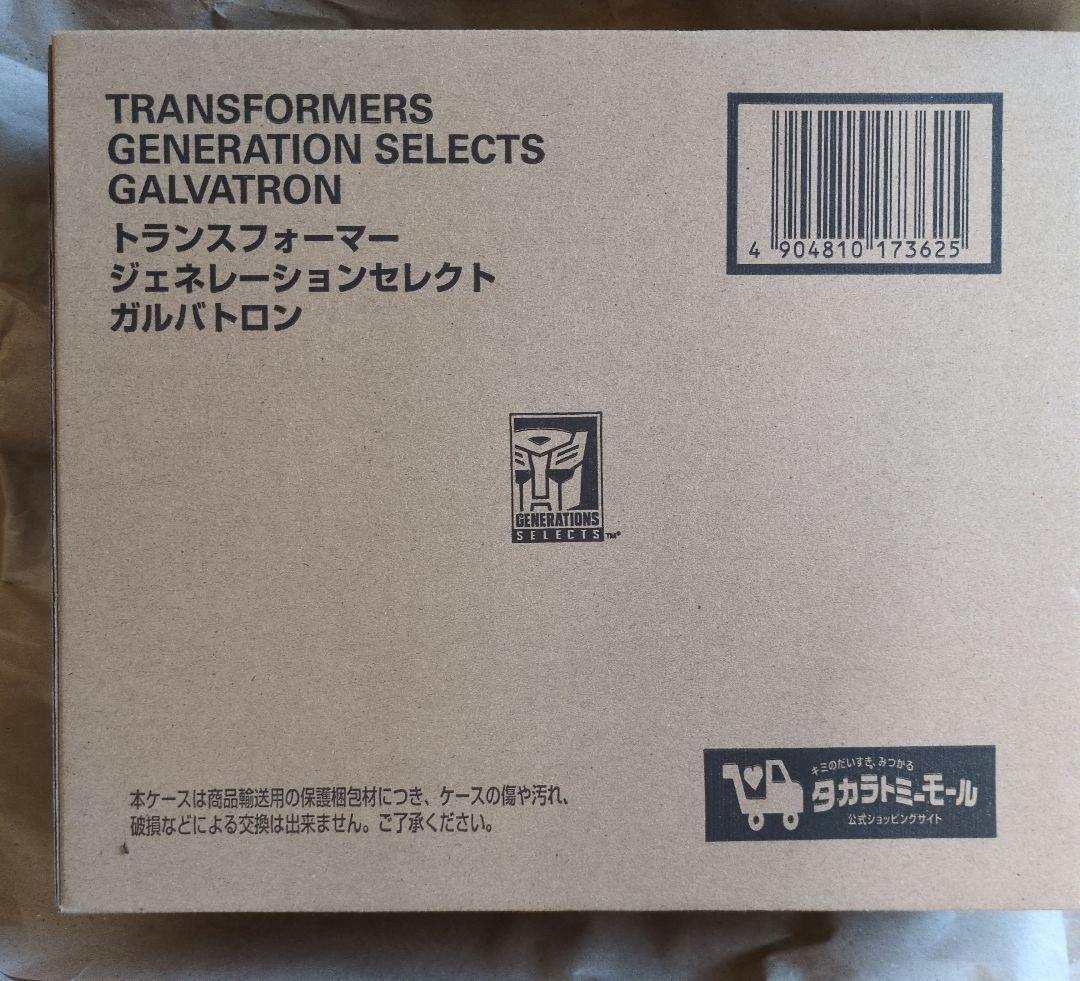 TRANSFORMERS
GENERATION SELECTS
GALVATRON
トランスフォーマー
ジェネレーションセレクト
ガルバトロン
4 904810 173625
GENERATIONS
SELECTS™
本ケースは商品輸送用の保護梱包材につき、ケースの傷や汚れ、
破損などによる交換は出来ません。ご了承ください。
キミのだいすき、みつかる
タカラトミーモール
公式ショッピングサイト